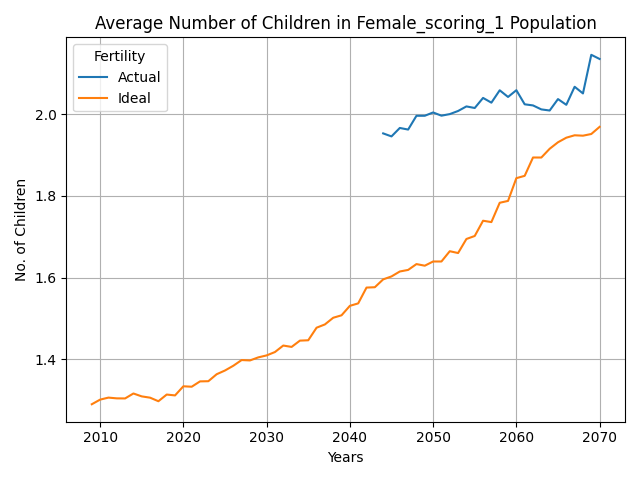 Average Number of Children in Female_scoring_1 Population
Fertility
Actual
Ideal
No. of Children
2.0
1.8
1.6
1.4
2010 2020 2030 2040 2050 2060 2070
Years